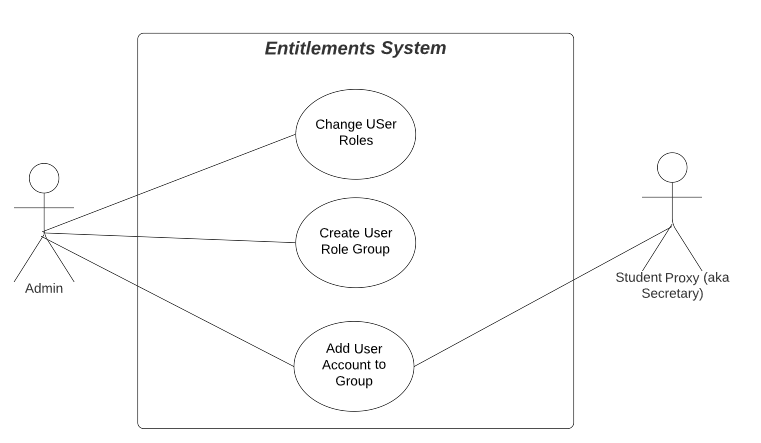 Entitlements System
Change USer
Roles
Create User
Role Group
Add User
Account to
Group
Admin
Student Proxy (aka
Secretary)